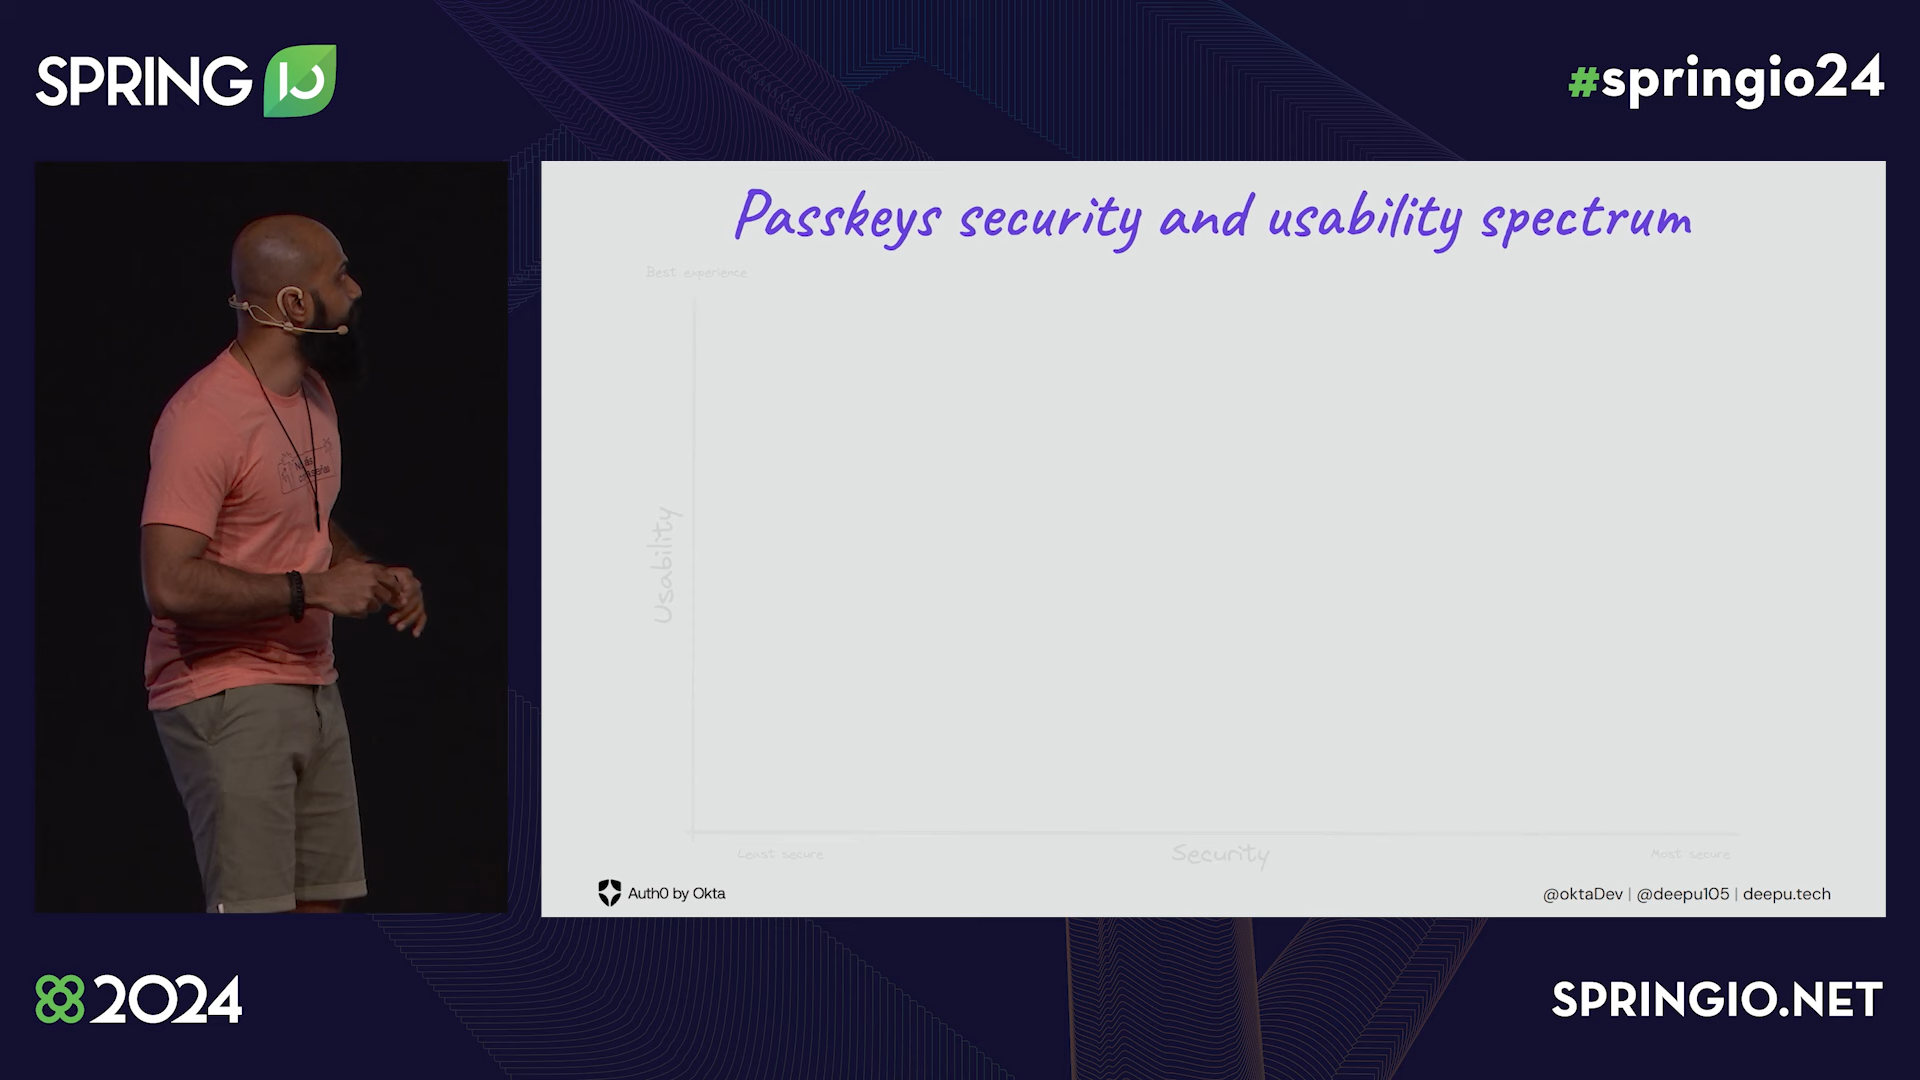 SPRING IO
#springio24
Passkeys security and usability spectrum
Best experience
Usability
Least secure
Security
Most secure
Auth0 by Okta
@oktaDev | @deepu105 | deepu.tech
2024
SPRINGIO.NET